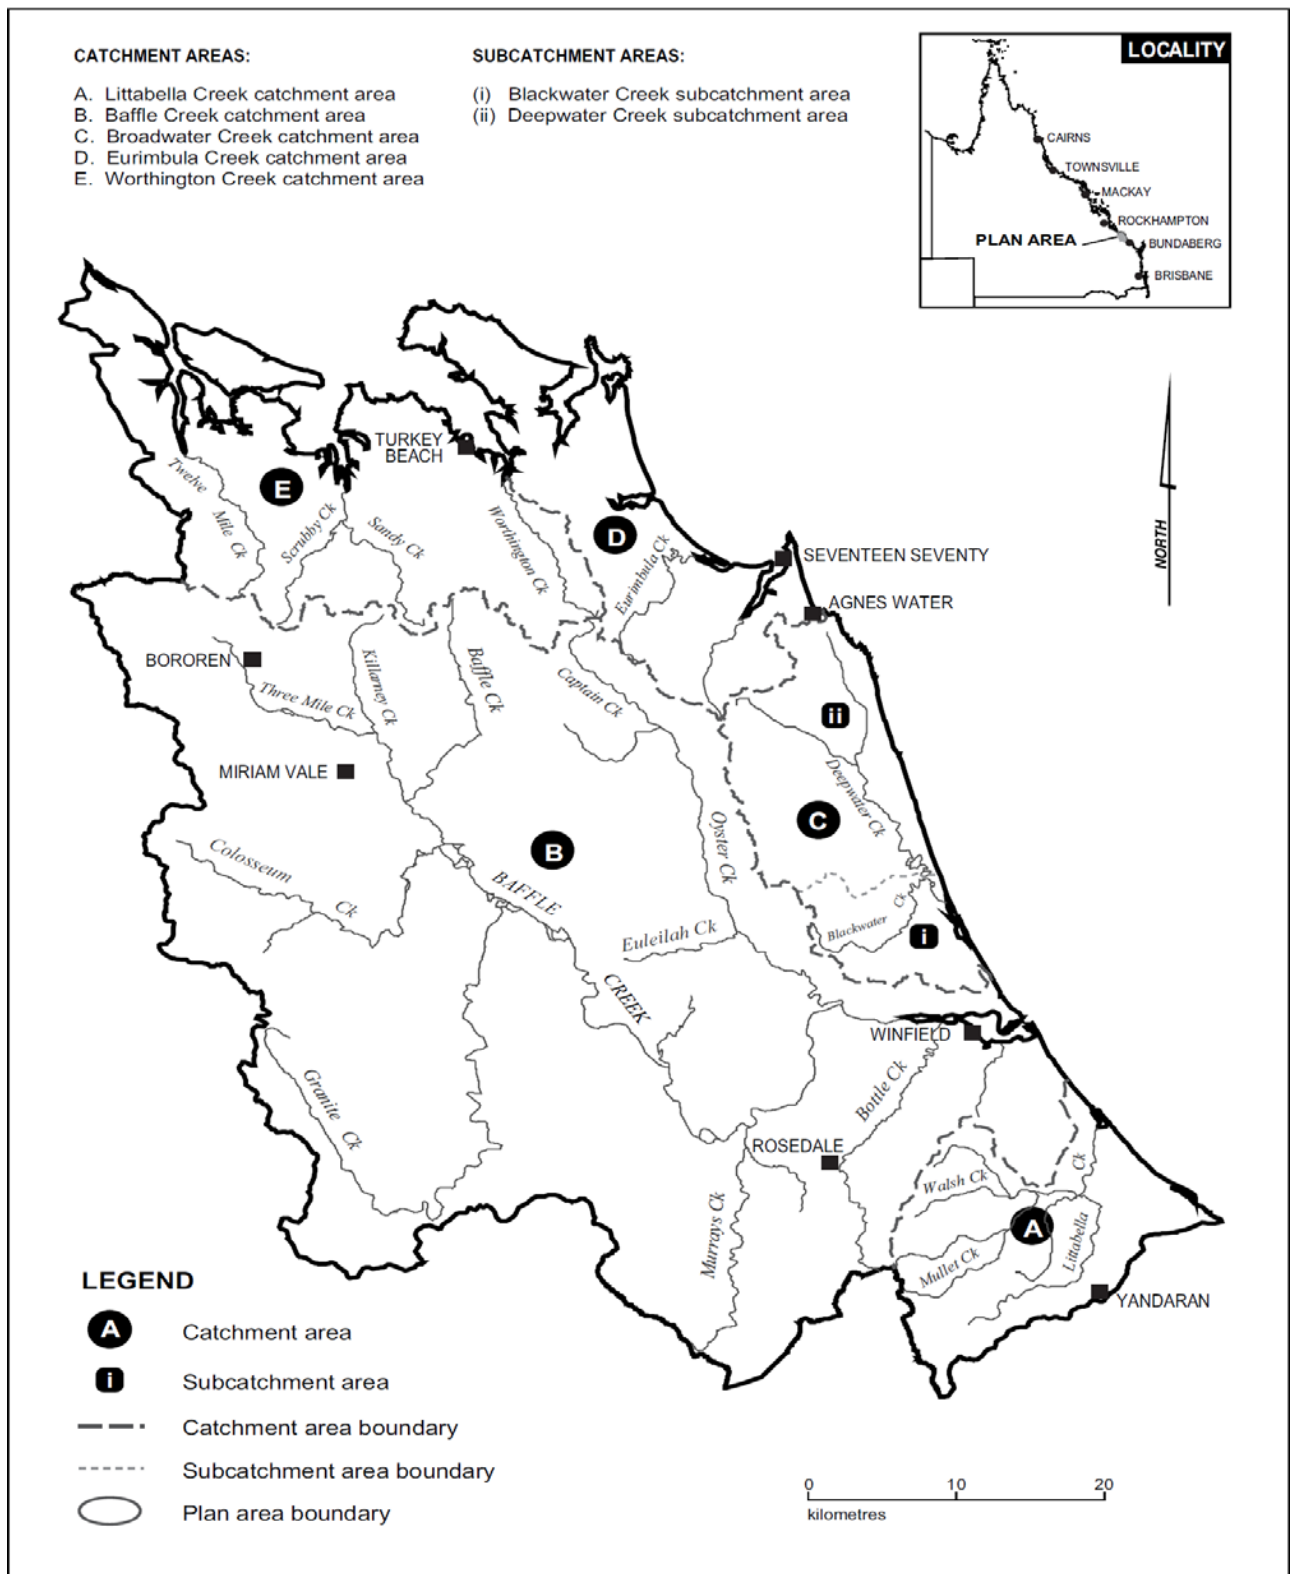 CATCHMENT AREAS:
A. Littabella Creek catchment area
B. Baffle Creek catchment area
C. Broadwater Creek catchment area
D. Eurimbula Creek catchment area
E. Worthington Creek catchment area
SUBCATCHMENT AREAS:
(i) Blackwater Creek subcatchment area
(ii) Deepwater Creek subcatchment area
LOCALITY
CAIRNS
TOWNSVILLE
MACKAY
ROCKHAMPTON
PLAN AREA
BUNDABERG
BRISBANE
TURKEY
BEACH
Twelve
Mile Ck
E
Scrubby Ck
Sandy Ck
Worthington Ck
D
Eurimbula Ck
SEVENTEEN SEVENTY
AGNES WATER
NORTH
BOROREN
Three Mile Ck
Killarney Ck
Baffle Ck
Captain Ck
ii
MIRIAM VALE
Deepwater Ck
C
Oyster Ck
B
Colosseum
Ck
BAFFLE
CREEK
Euleilah Ck
Blackwater Ck
i
WINFIELD
Granite Ck
Bottle Ck
ROSEDALE
Murrays Ck
Walsh Ck
Ck
A
Littabella
Mullet Ck
YANDARAN
LEGEND
A Catchment area
i Subcatchment area
Catchment area boundary
Subcatchment area boundary
Plan area boundary
0 10 20
kilometres